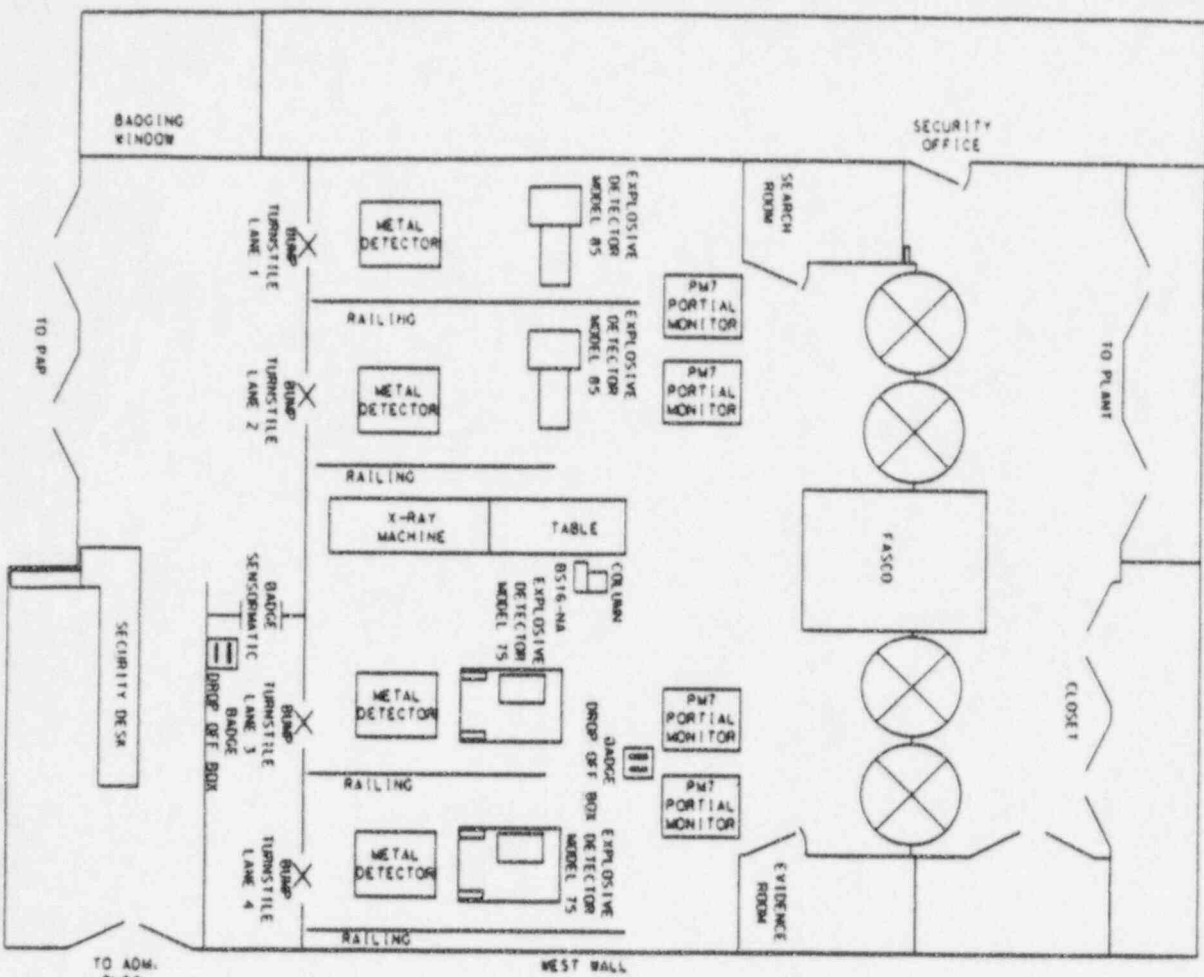 BADGING
WINDOW
SECURITY
OFFICE
SEARCH
ROOM
TURNSTILE
LANE 1
BUMP
METAL
DETECTOR
EXPLOSIVE
DETECTOR
MODEL 85
PM7
PORTIAL
MONITOR
RAILING
TO PAP
TURNSTILE
LANE 2
BUMP
METAL
DETECTOR
EXPLOSIVE
DETECTOR
MODEL 85
PM7
PORTIAL
MONITOR
TO PLANT
RAILING
X-RAY
MACHINE
TABLE
FASCO
COLUMN
BST6-NA
BADGE
SENSORMATIC
SECURITY DESK
BADGE
DROP OFF BOX
TURNSTILE
LANE 3
BUMP
METAL
DETECTOR
EXPLOSIVE
DETECTOR
MODEL 75
BADGE
DROP OFF BOX
PM7
PORTIAL
MONITOR
CLOSET
RAILING
TURNSTILE
LANE 4
BUMP
METAL
DETECTOR
EXPLOSIVE
DETECTOR
MODEL 75
PM7
PORTIAL
MONITOR
EVIDENCE
ROOM
RAILING
TO ADM.
WEST WALL